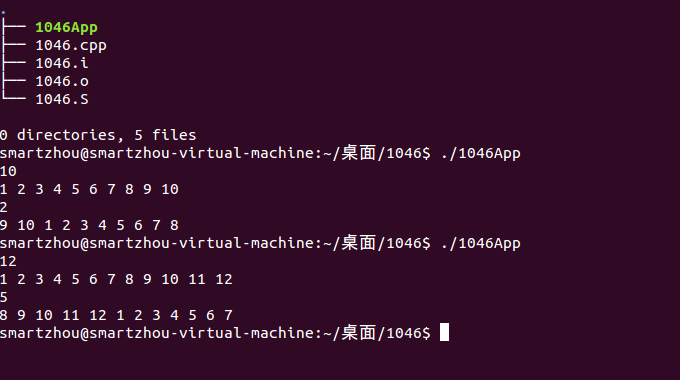 .
├── 1046App
├── 1046.cpp
├── 1046.i
├── 1046.o
└── 1046.S
0 directories, 5 files
smartzhou@smartzhou-virtual-machine:~/桌面/1046$ ./1046App
10
1 2 3 4 5 6 7 8 9 10
2
9 10 1 2 3 4 5 6 7 8
smartzhou@smartzhou-virtual-machine:~/桌面/1046$ ./1046App
12
1 2 3 4 5 6 7 8 9 10 11 12
5
8 9 10 11 12 1 2 3 4 5 6 7
smartzhou@smartzhou-virtual-machine:~/桌面/1046$